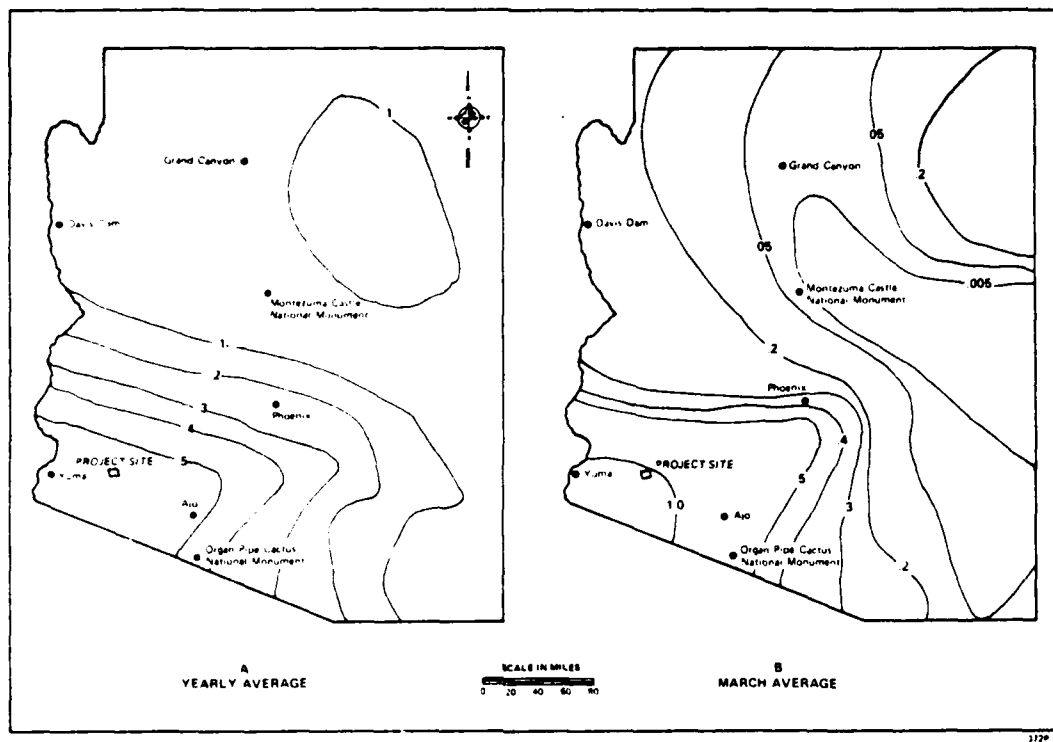 1
Grand Canyon
Davis Dam
Montezuma Castle
National Monument
1.
2
3
Phoenix
4
5
PROJECT SITE
Yuma
Ajo
Organ Pipe Cactus
National Monument
A
YEARLY AVERAGE
05
Grand Canyon
.2
Davis Dam
05
.005
Montezuma Castle
National Monument
2
Phoenix
.4
PROJECT SITE
5
Yuma
1 0
Ajo
3
Organ Pipe Cactus
National Monument
.2
B
MARCH AVERAGE
SCALE IN MILES
0 20 40 60 80